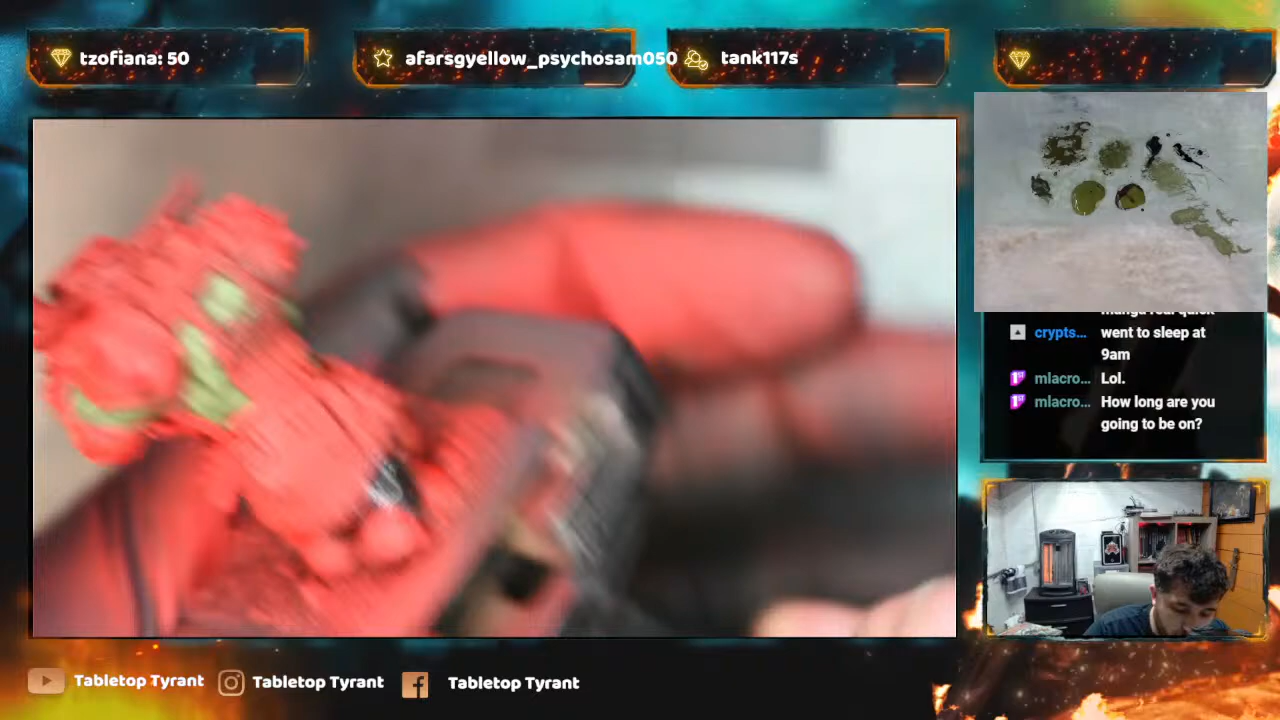 tzofiana: 50
afarsgyellow_psychosam050
tank117s
crypts... went to sleep at
9am
mlacro... Lol.
mlacro... How long are you
going to be on?
Tabletop Tyrant
Tabletop Tyrant
Tabletop Tyrant